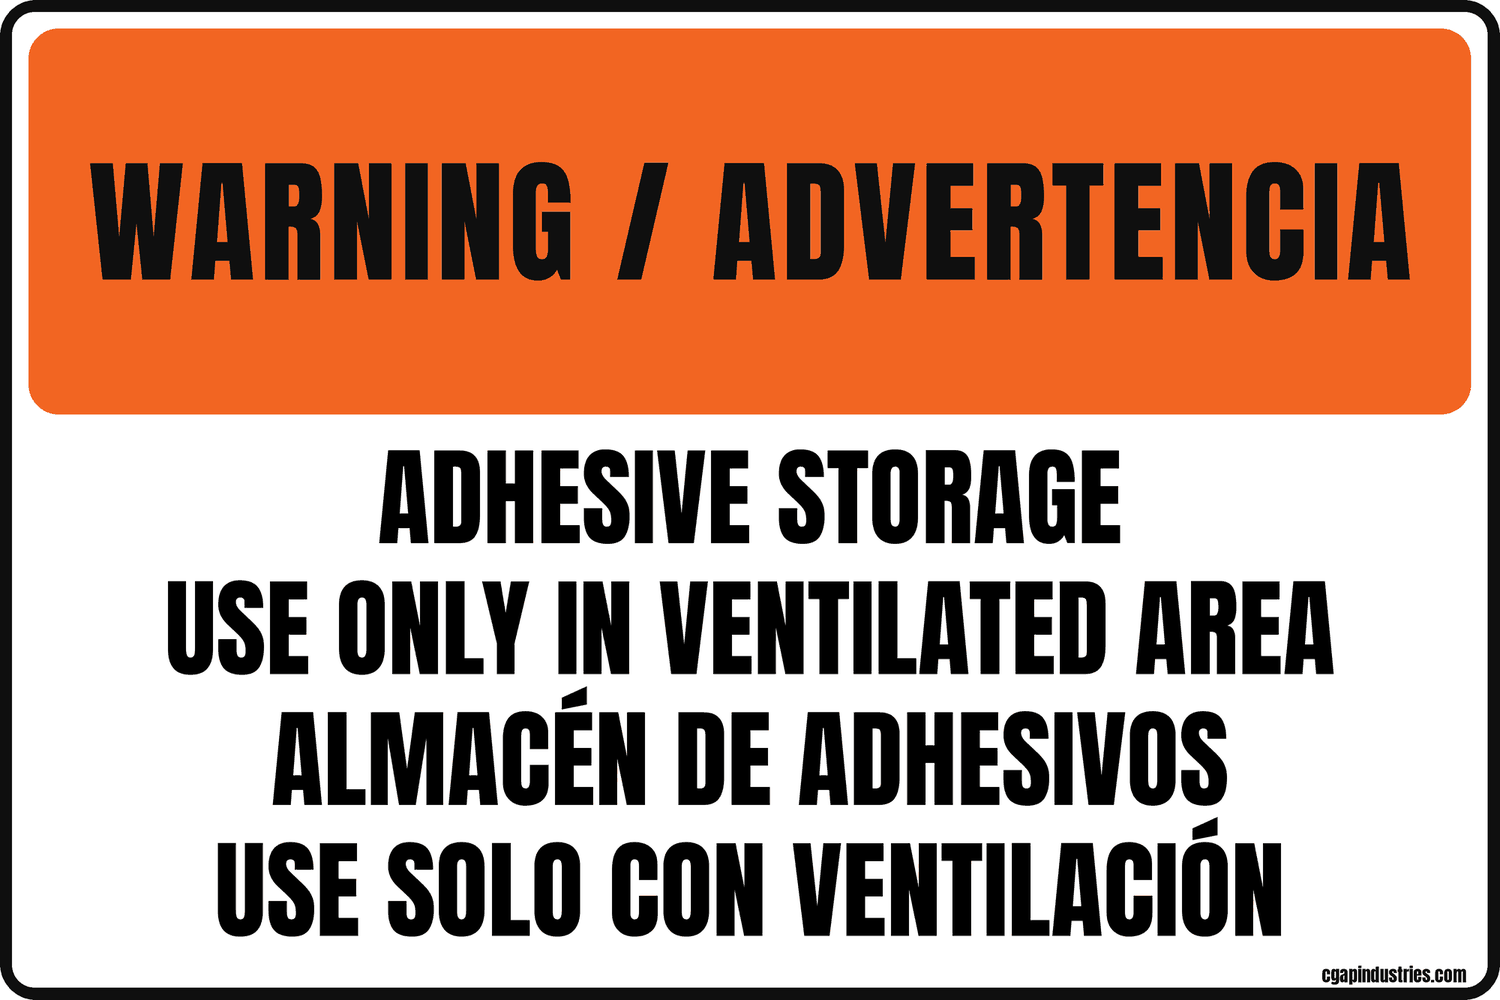 WARNING / ADVERTENCIA
ADHESIVE STORAGE
USE ONLY IN VENTILATED AREA
ALMACÉN DE ADHESIVOS
USE SOLO CON VENTILACIÓN
cgapindustries.com